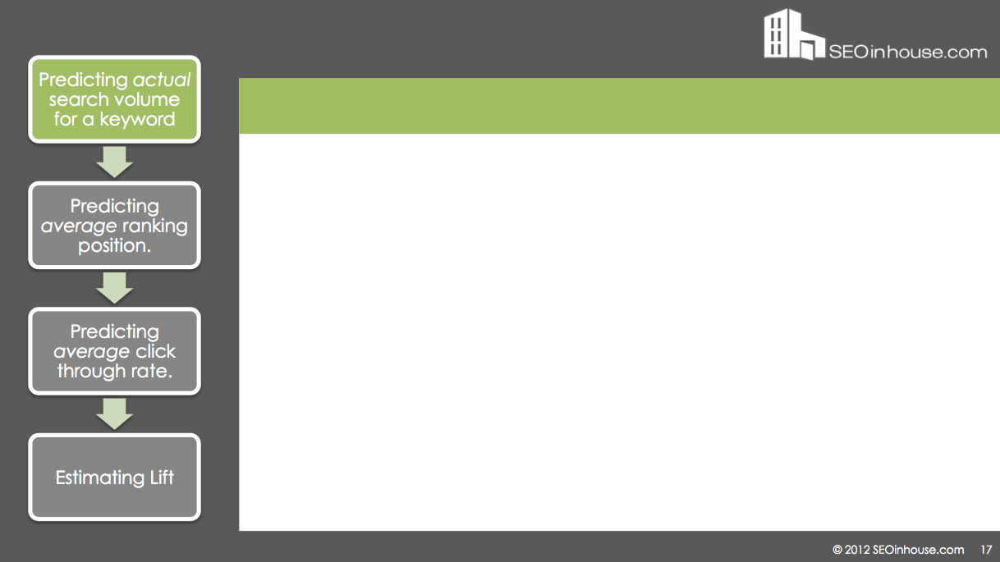 SEOinhouse.com
Predicting actual
search volume
for a keyword
Predicting
average ranking
position.
Predicting
average click
through rate.
Estimating Lift
© 2012 SEOinhouse.com 17